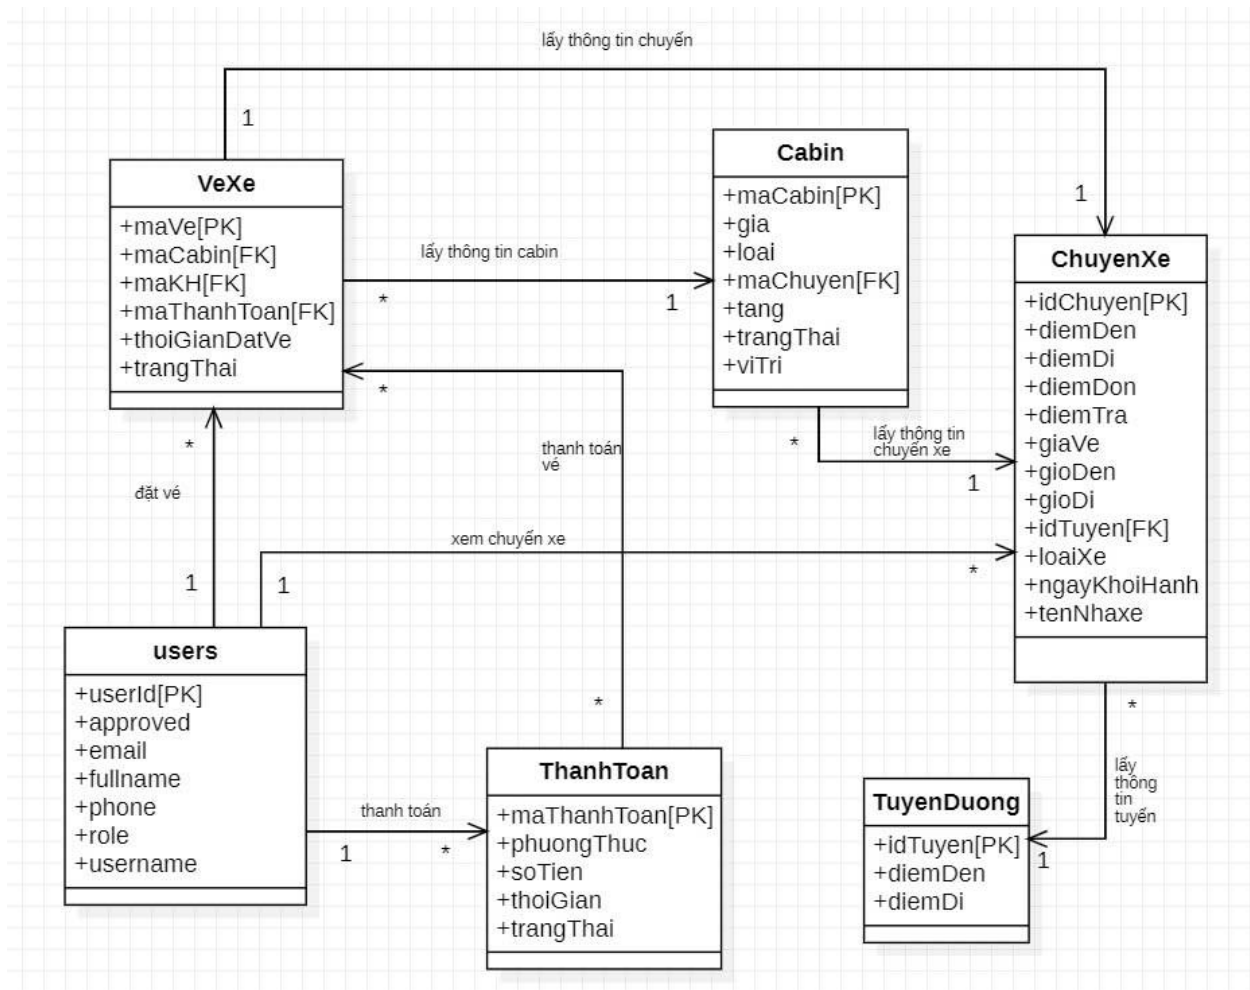 lấy thông tin chuyến
1
VeXe
+maVe[PK]
+maCabin[FK]
+maKH[FK]
+maThanhToan[FK]
+thoiGianDatVe
+trangThai
lấy thông tin cabin
*
1
Cabin
+maCabin[PK]
+gia
+loai
+maChuyen[FK]
+tang
+trangThai
+viTri
1
ChuyenXe
+idChuyen[PK]
+diemDen
+diemDi
+diemDon
+diemTra
+giaVe
+gioDen
+gioDi
+idTuyen[FK]
+loaiXe
+ngayKhoiHanh
+tenNhaxe
*
lấy thông tin
chuyến xe
1
*
thanh toán
vé
*
*
đặt vé
1
xem chuyến xe
1
*
users
+userId[PK]
+approved
+email
+fullname
+phone
+role
+username
thanh toán
1
*
ThanhToan
+maThanhToan[PK]
+phuongThuc
+soTien
+thoiGian
+trangThai
*
lấy
thông
tin
tuyến
1
TuyenDuong
+idTuyen[PK]
+diemDen
+diemDi